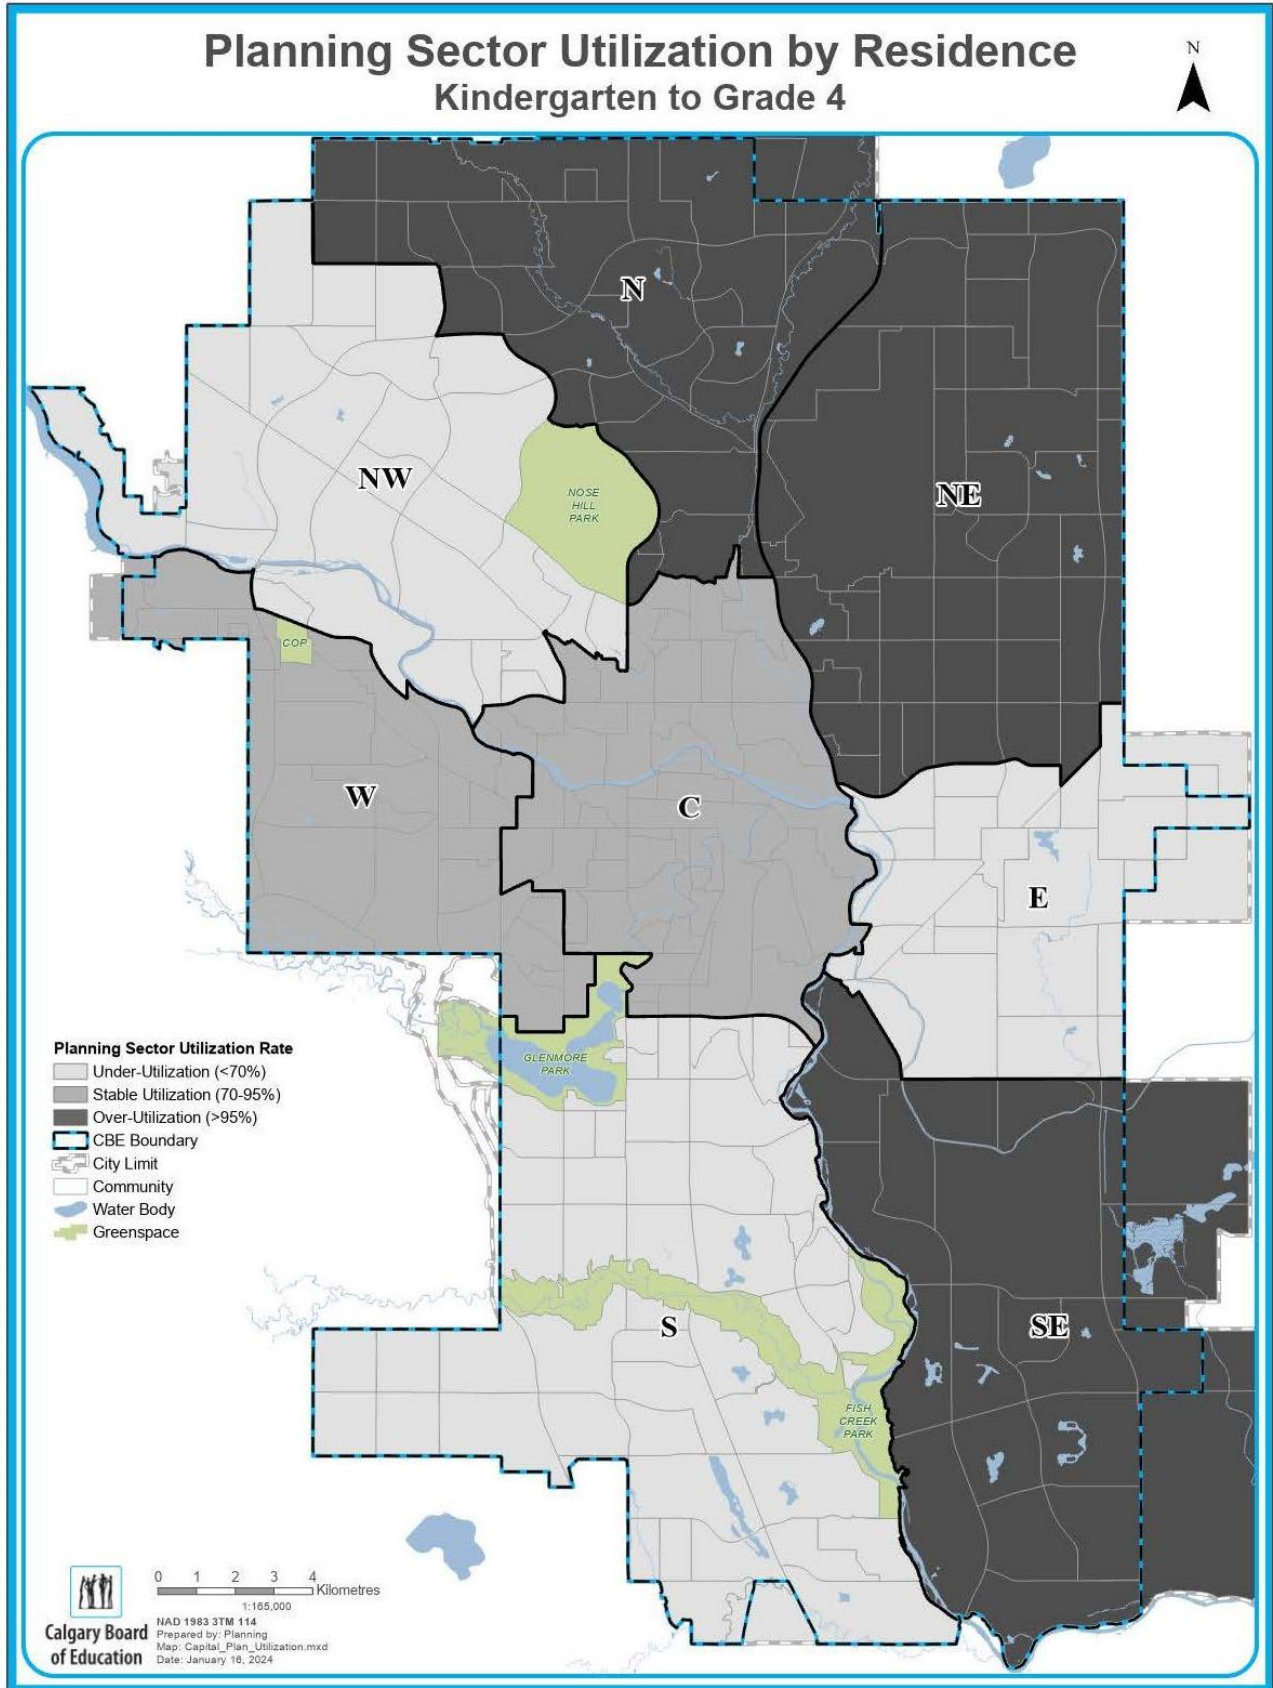 Planning Sector Utilization by Residence
Kindergarten to Grade 4
N
N
NW
NOSE
HILL
PARK
NE
COP
W
C
E
GLENMORE
PARK
Planning Sector Utilization Rate
Under-Utilization (<70%)
Stable Utilization (70-95%)
Over-Utilization (>95%)
CBE Boundary
City Limit
Community
Water Body
Greenspace
S
SE
FISH
CREEK
PARK
0 1 2 3 4
Kilometres
1:165,000
Calgary Board
of Education
NAD 1983 3TM 114
Prepared by: Planning
Map: Capital_Plan_Utilization.mxd
Date: January 16, 2024